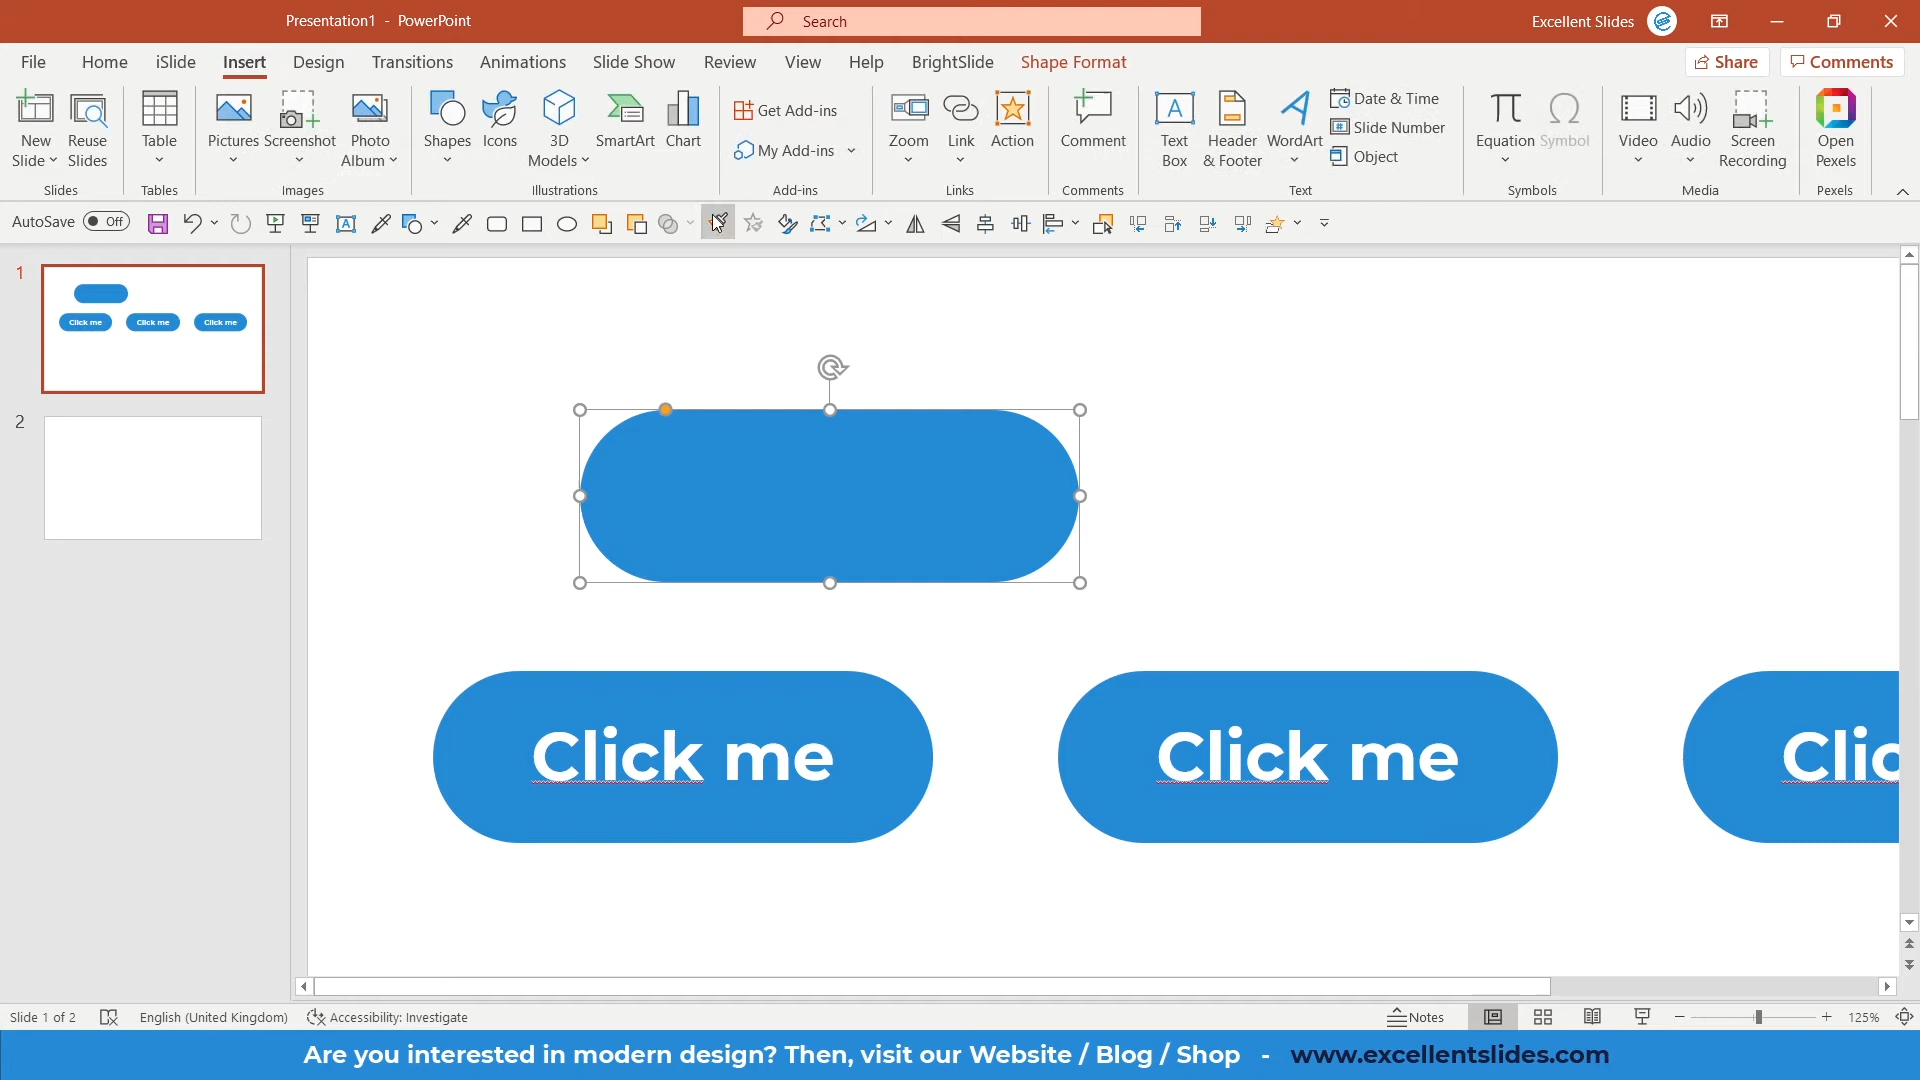 Presentation1 - PowerPoint
Search
Excellent Slides
File Home iSlide Insert Design Transitions Animations Slide Show Review View Help BrightSlide Shape Format
Share Comments
New Slide
Reuse Slides
Slides
Table
Tables
Pictures
Screenshot
Photo Album
Images
Shapes
Icons
3D Models
SmartArt
Chart
Illustrations
Get Add-ins
My Add-ins
Add-ins
Zoom
Link
Action
Links
Comment
Comments
Text Box
Header & Footer
WordArt
Date & Time
Slide Number
Object
Text
Equation
Symbol
Symbols
Video
Audio
Screen Recording
Media
Open Pexels
Pexels
AutoSave Off
1
Click me Click me Click me
2
Click me
Click me
Clic
Slide 1 of 2 English (United Kingdom) Accessibility: Investigate
Notes
125%
Are you interested in modern design? Then, visit our Website / Blog / Shop - www.excellentslides.com